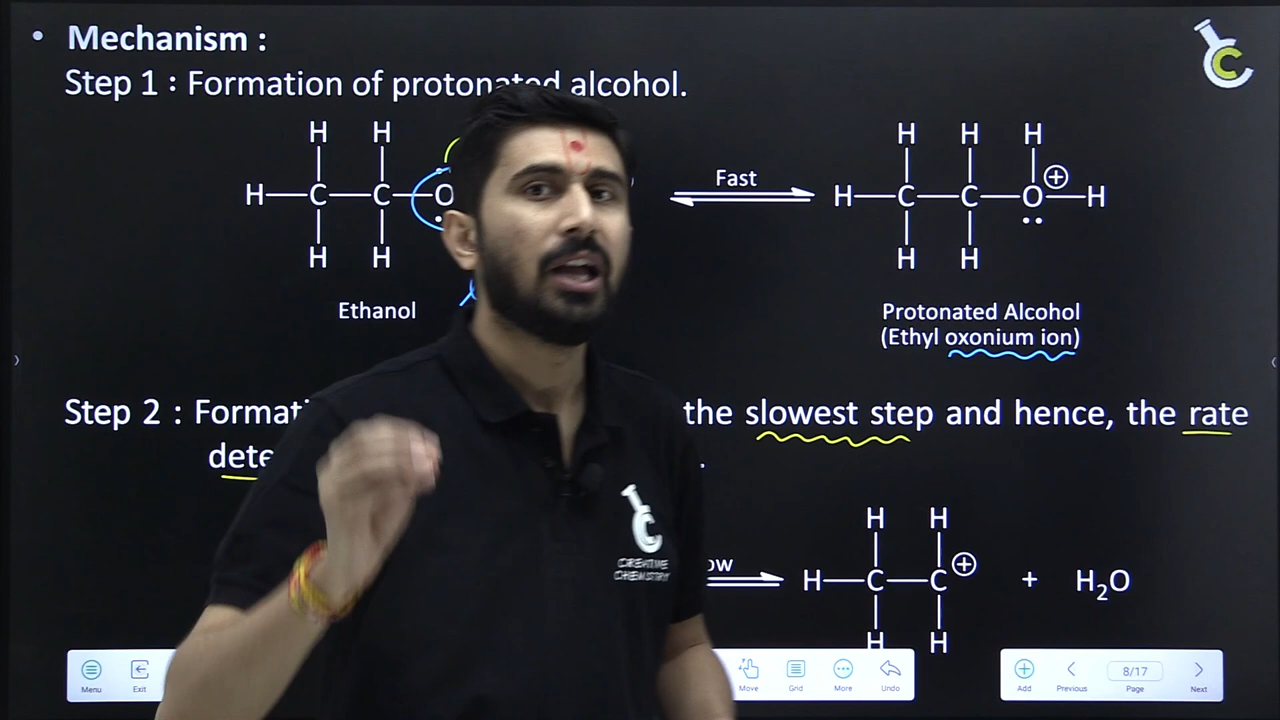 • Mechanism :
Step 1 : Formation of protonated alcohol.
H H
H C C O
H H
Ethanol
Fast
H H H
H C C O ⊕ H
H H
Protonated Alcohol
(Ethyl oxonium ion)
Step 2 : the slowest step and hence, the rate
.
H H
H C C ⊕ + H₂O
H H
CREATIVE
CHEMISTRY
Menu Exit Move Grid More Undo Add Previous 8/17 Page Next